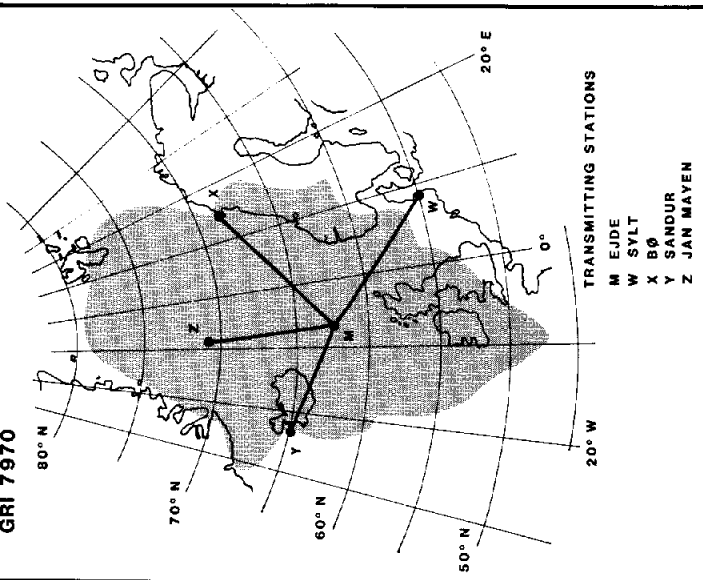 GRI 7970
80° N
70° N
60° N
50° N
20° W
0°
20° E
Z
X
M
Y
W
TRANSMITTING STATIONS
M EJDE
W SYLT
X BØ
Y SANDUR
Z JAN MAYEN